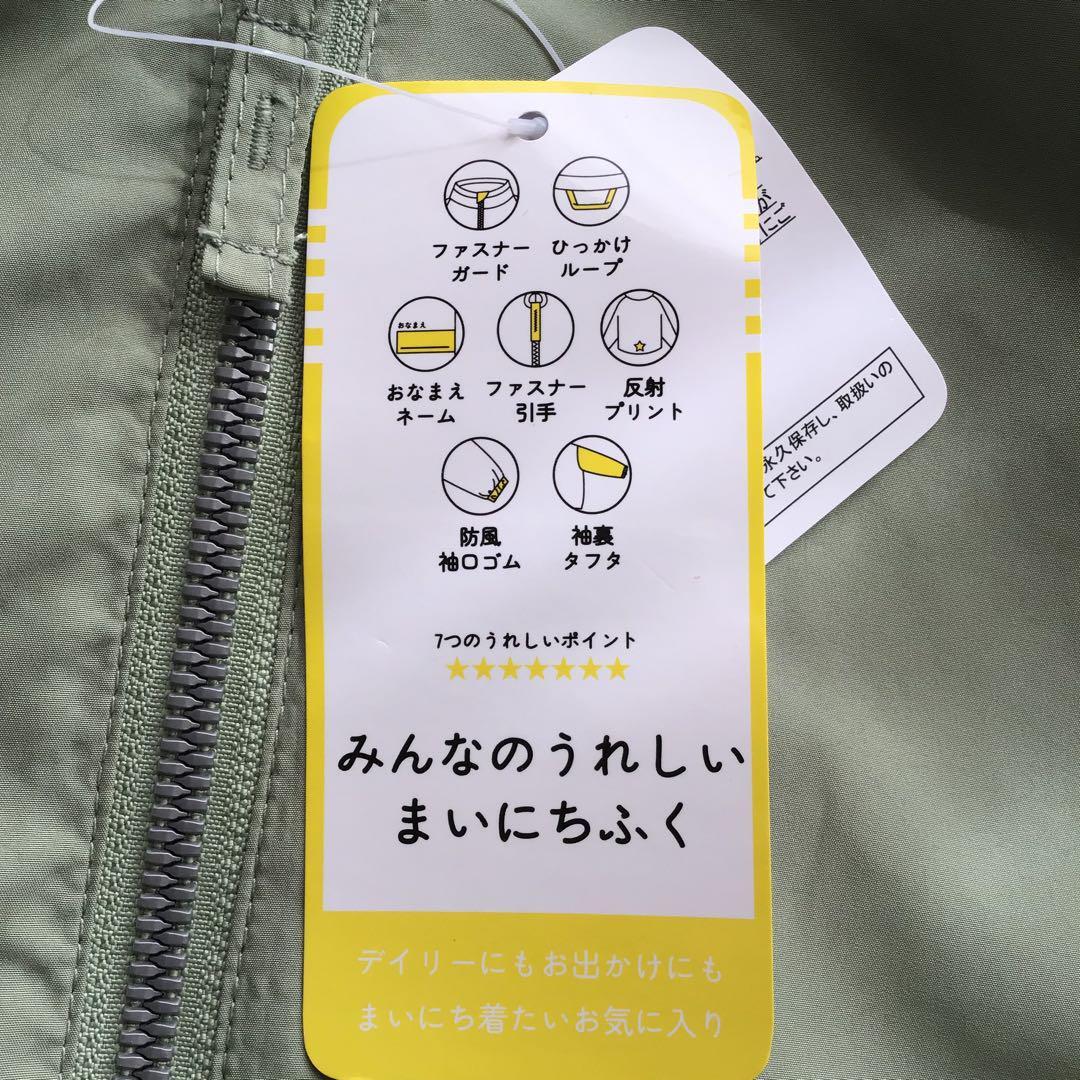 ファスナー
ガード
ひっかけ
ループ
おなまえ
おなまえ
ネーム
ファスナー
引手
反射
プリント
防風
袖口ゴム
袖裏
タフタ
7つのうれしいポイント
★★★★★★★
みんなのうれしい
まいにちふく
デイリーにもお出かけにも
まいにち着たいお気に入り
が
にご
永久保存し、取扱いの
て下さい。